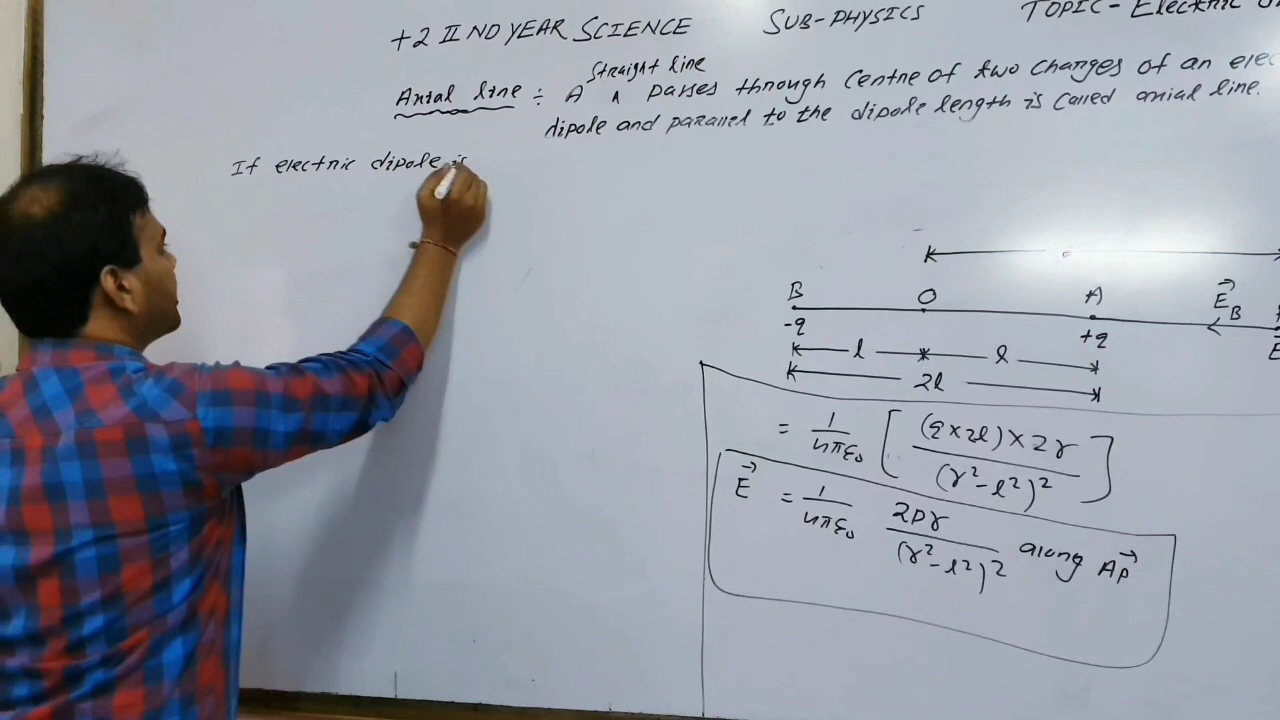 +2 II ND YEAR SCIENCE SUB-PHYSICS TOPIC-Electric
Axial line ÷ A straight line passes through Centre of two Charges of an elec
dipole and parallel to the dipole length is called axial line.
If electric dipole is
r
B O A
E⃗B
-q +q
E
l l
2l
= 1/4πε₀ [ (q×2l)×2r / (r²-l²)² ]
E⃗ = 1/4πε₀ 2pr / (r²-l²)² along AP⃗